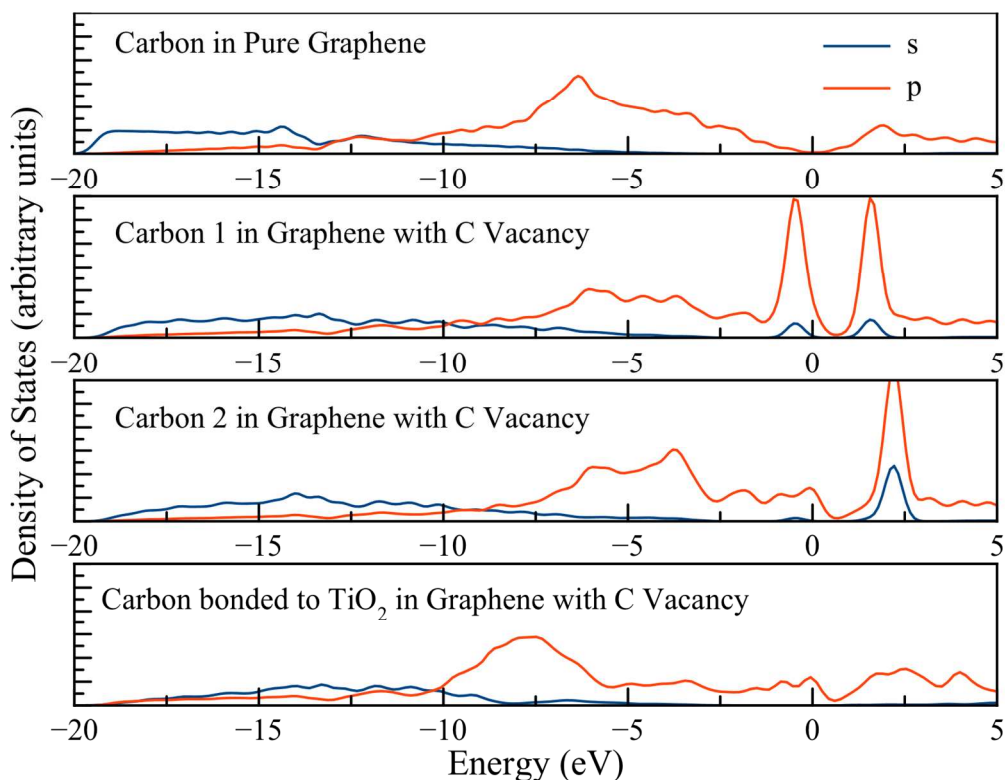 Density of States (arbitrary units)
Carbon in Pure Graphene
s
p
−20 −15 −10 −5 0 5
Carbon 1 in Graphene with C Vacancy
−20 −15 −10 −5 0 5
Carbon 2 in Graphene with C Vacancy
−20 −15 −10 −5 0 5
Carbon bonded to TiO₂ in Graphene with C Vacancy
−20 −15 −10 −5 0 5
Energy (eV)